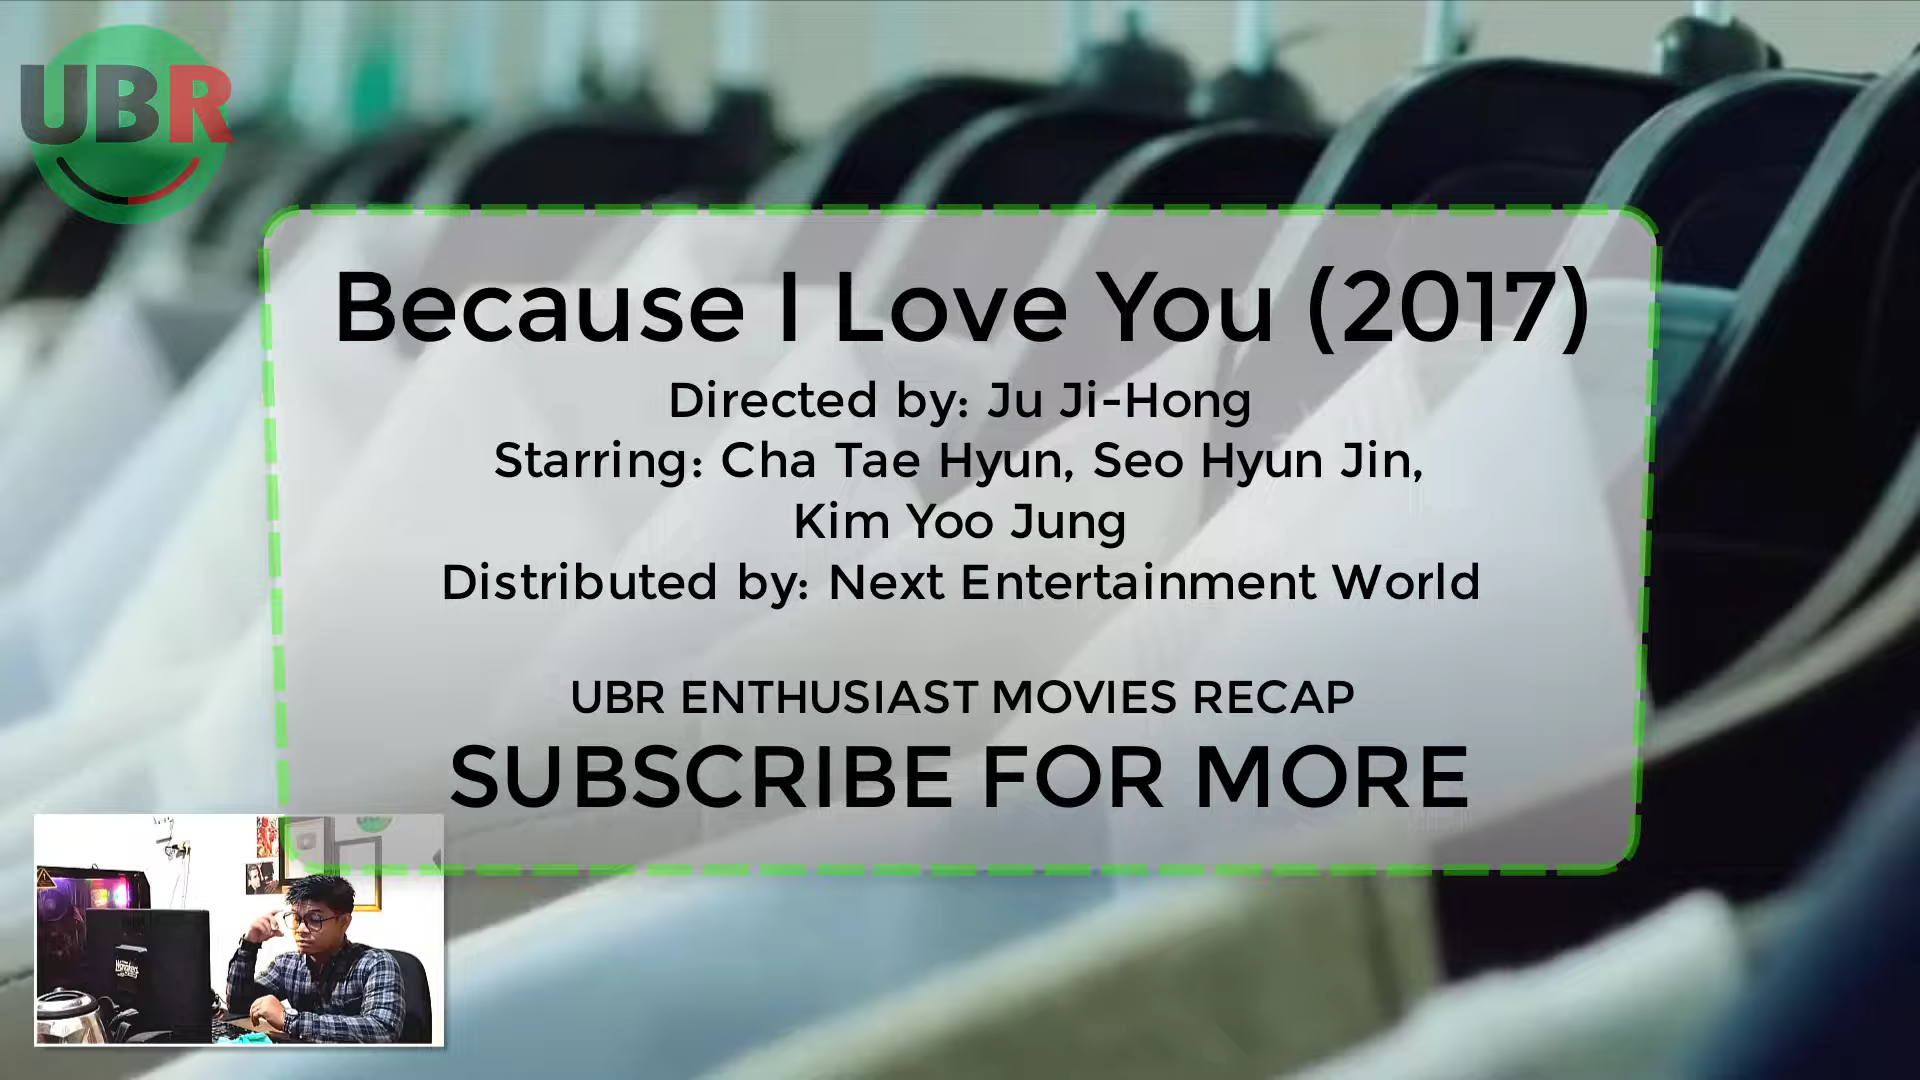 UBR
Because I Love You (2017)
Directed by: Ju Ji-Hong
Starring: Cha Tae Hyun, Seo Hyun Jin,
Kim Yoo Jung
Distributed by: Next Entertainment World
UBR ENTHUSIAST MOVIES RECAP
SUBSCRIBE FOR MORE